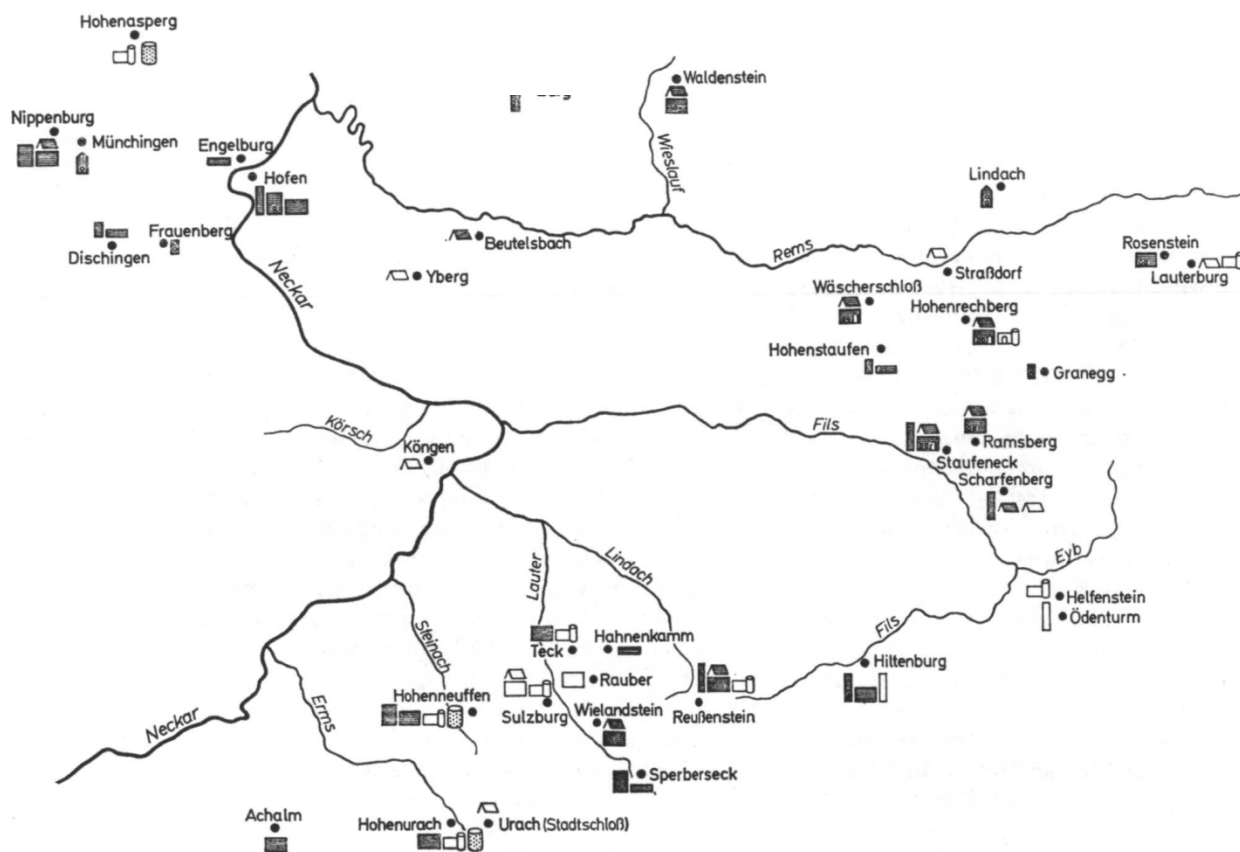 Hohenasperg
Waldenstein
Nippenburg
Münchingen
Engelburg
Hofen
Wieslauf
Lindach
Dischingen
Frauenberg
Beutelsbach
Yberg
Neckar
Rems
Straßdorf
Rosenstein
Lauterburg
Wäscherschloß
Hohenrechberg
Hohenstaufen
Granegg
Körsch
Köngen
Fils
Ramsberg
Staufeneck
Scharfenberg
Eyb
Lauter
Lindach
Steinach
Helfenstein
Ödenturm
Fils
Teck
Hahnenkamm
Hiltenburg
Rauber
Hohenneuffen
Sulzburg
Wielandstein
Reußenstein
Neckar
Erms
Sperberseck
Achalm
Hohenurach
Urach (Stadtschloß)